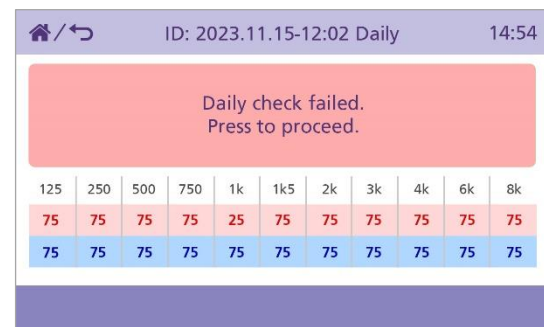 / ID: 2023.11.15-12:02 Daily 14:54
Daily check failed.
Press to proceed.
125 250 500 750 1k 1k5 2k 3k 4k 6k 8k
75 75 75 75 25 75 75 75 75 75 75
75 75 75 75 75 75 75 75 75 75 75